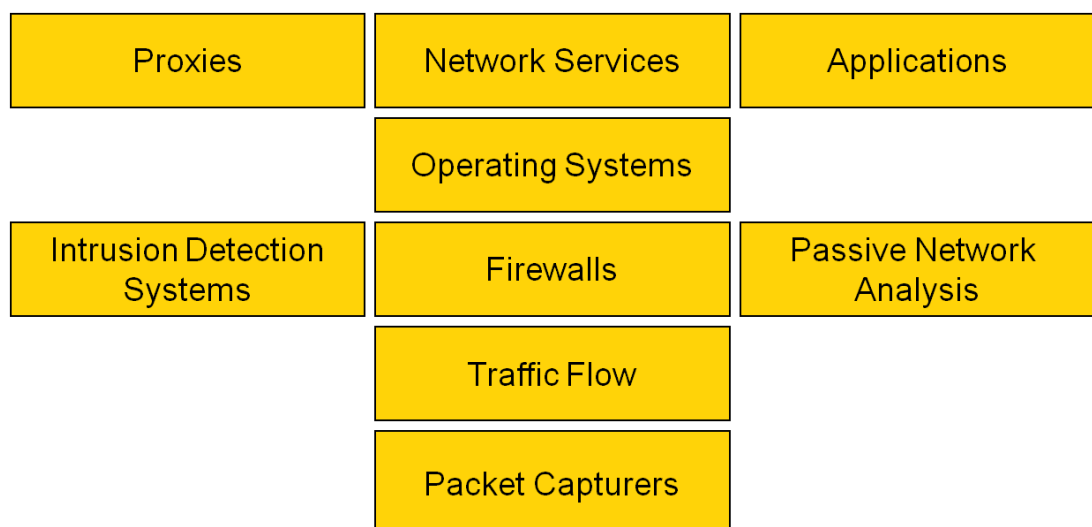 Proxies
Network Services
Applications
Operating Systems
Intrusion Detection
Systems
Firewalls
Passive Network
Analysis
Traffic Flow
Packet Capturers